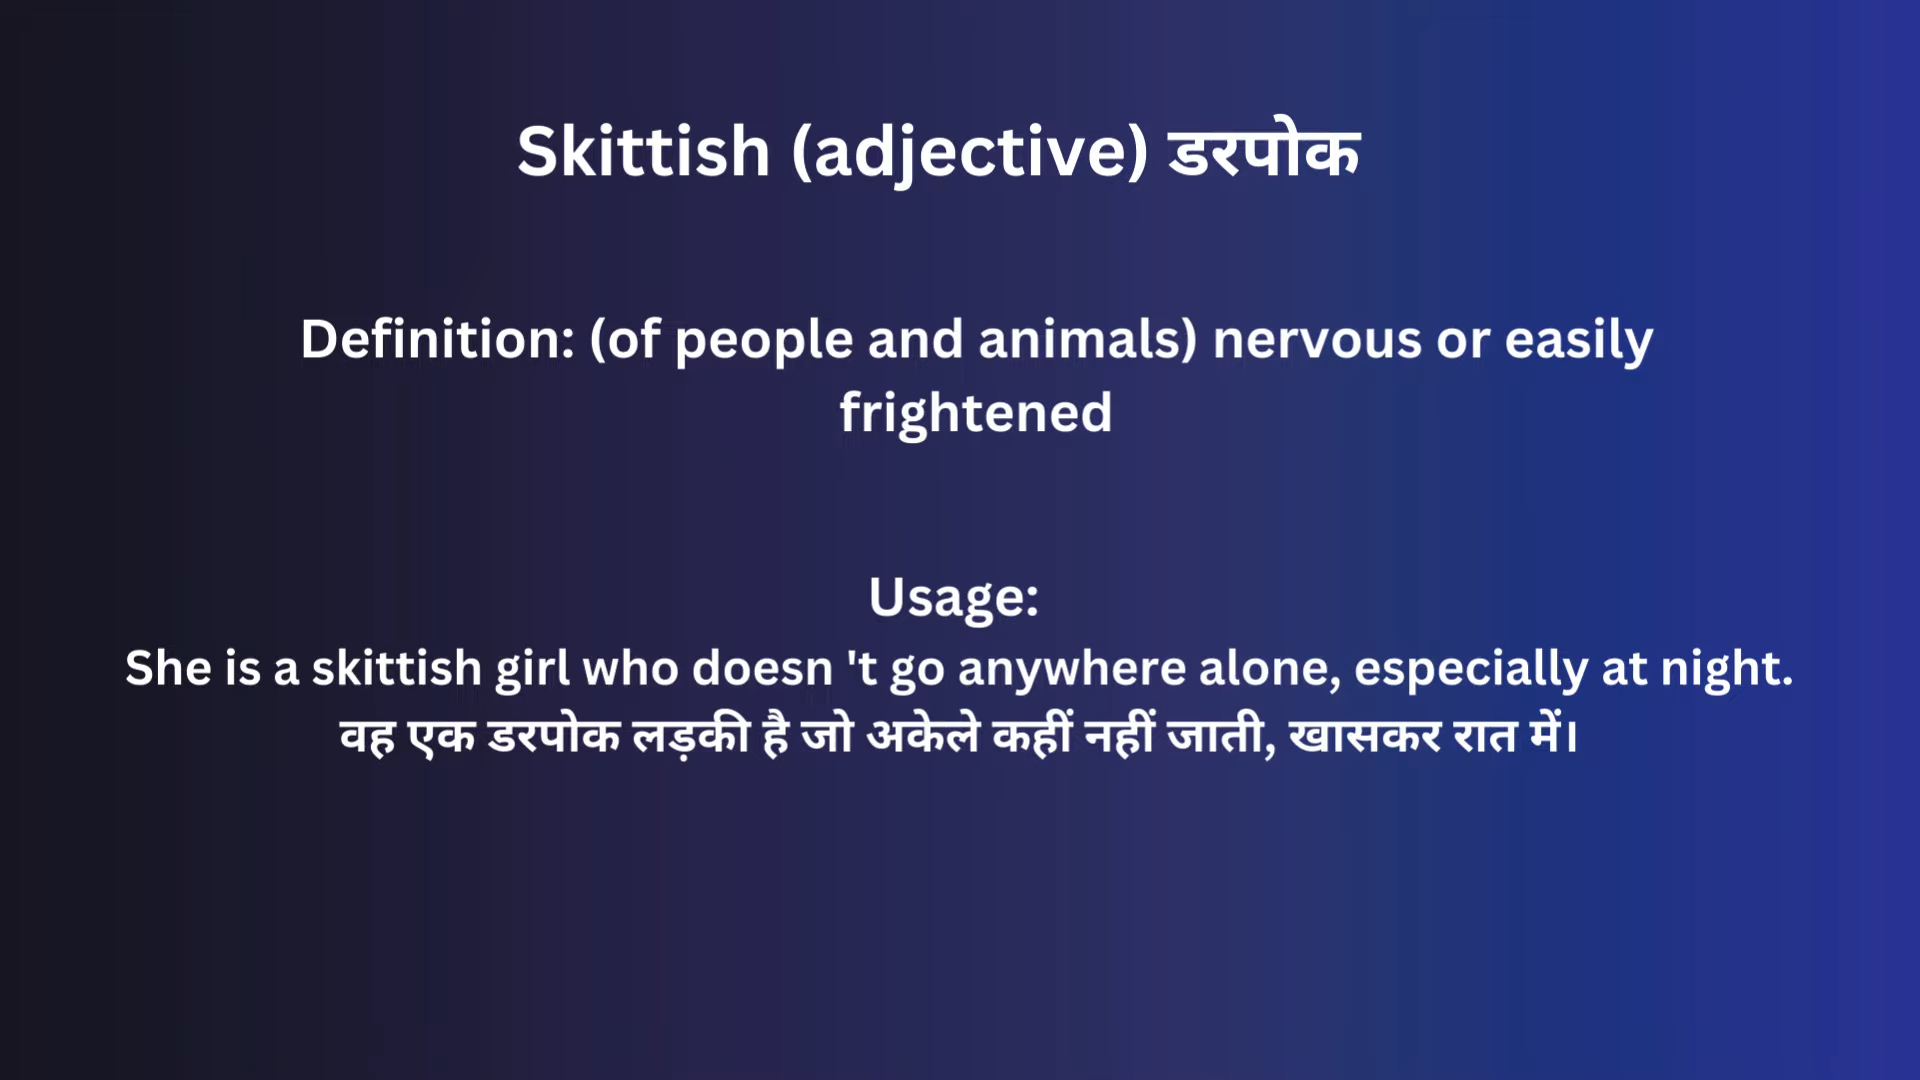 Skittish (adjective) डरपोक
Definition: (of people and animals) nervous or easily
frightened
Usage:
She is a skittish girl who doesn 't go anywhere alone, especially at night.
वह एक डरपोक लड़की है जो अकेले कहीं नहीं जाती, खासकर रात में।